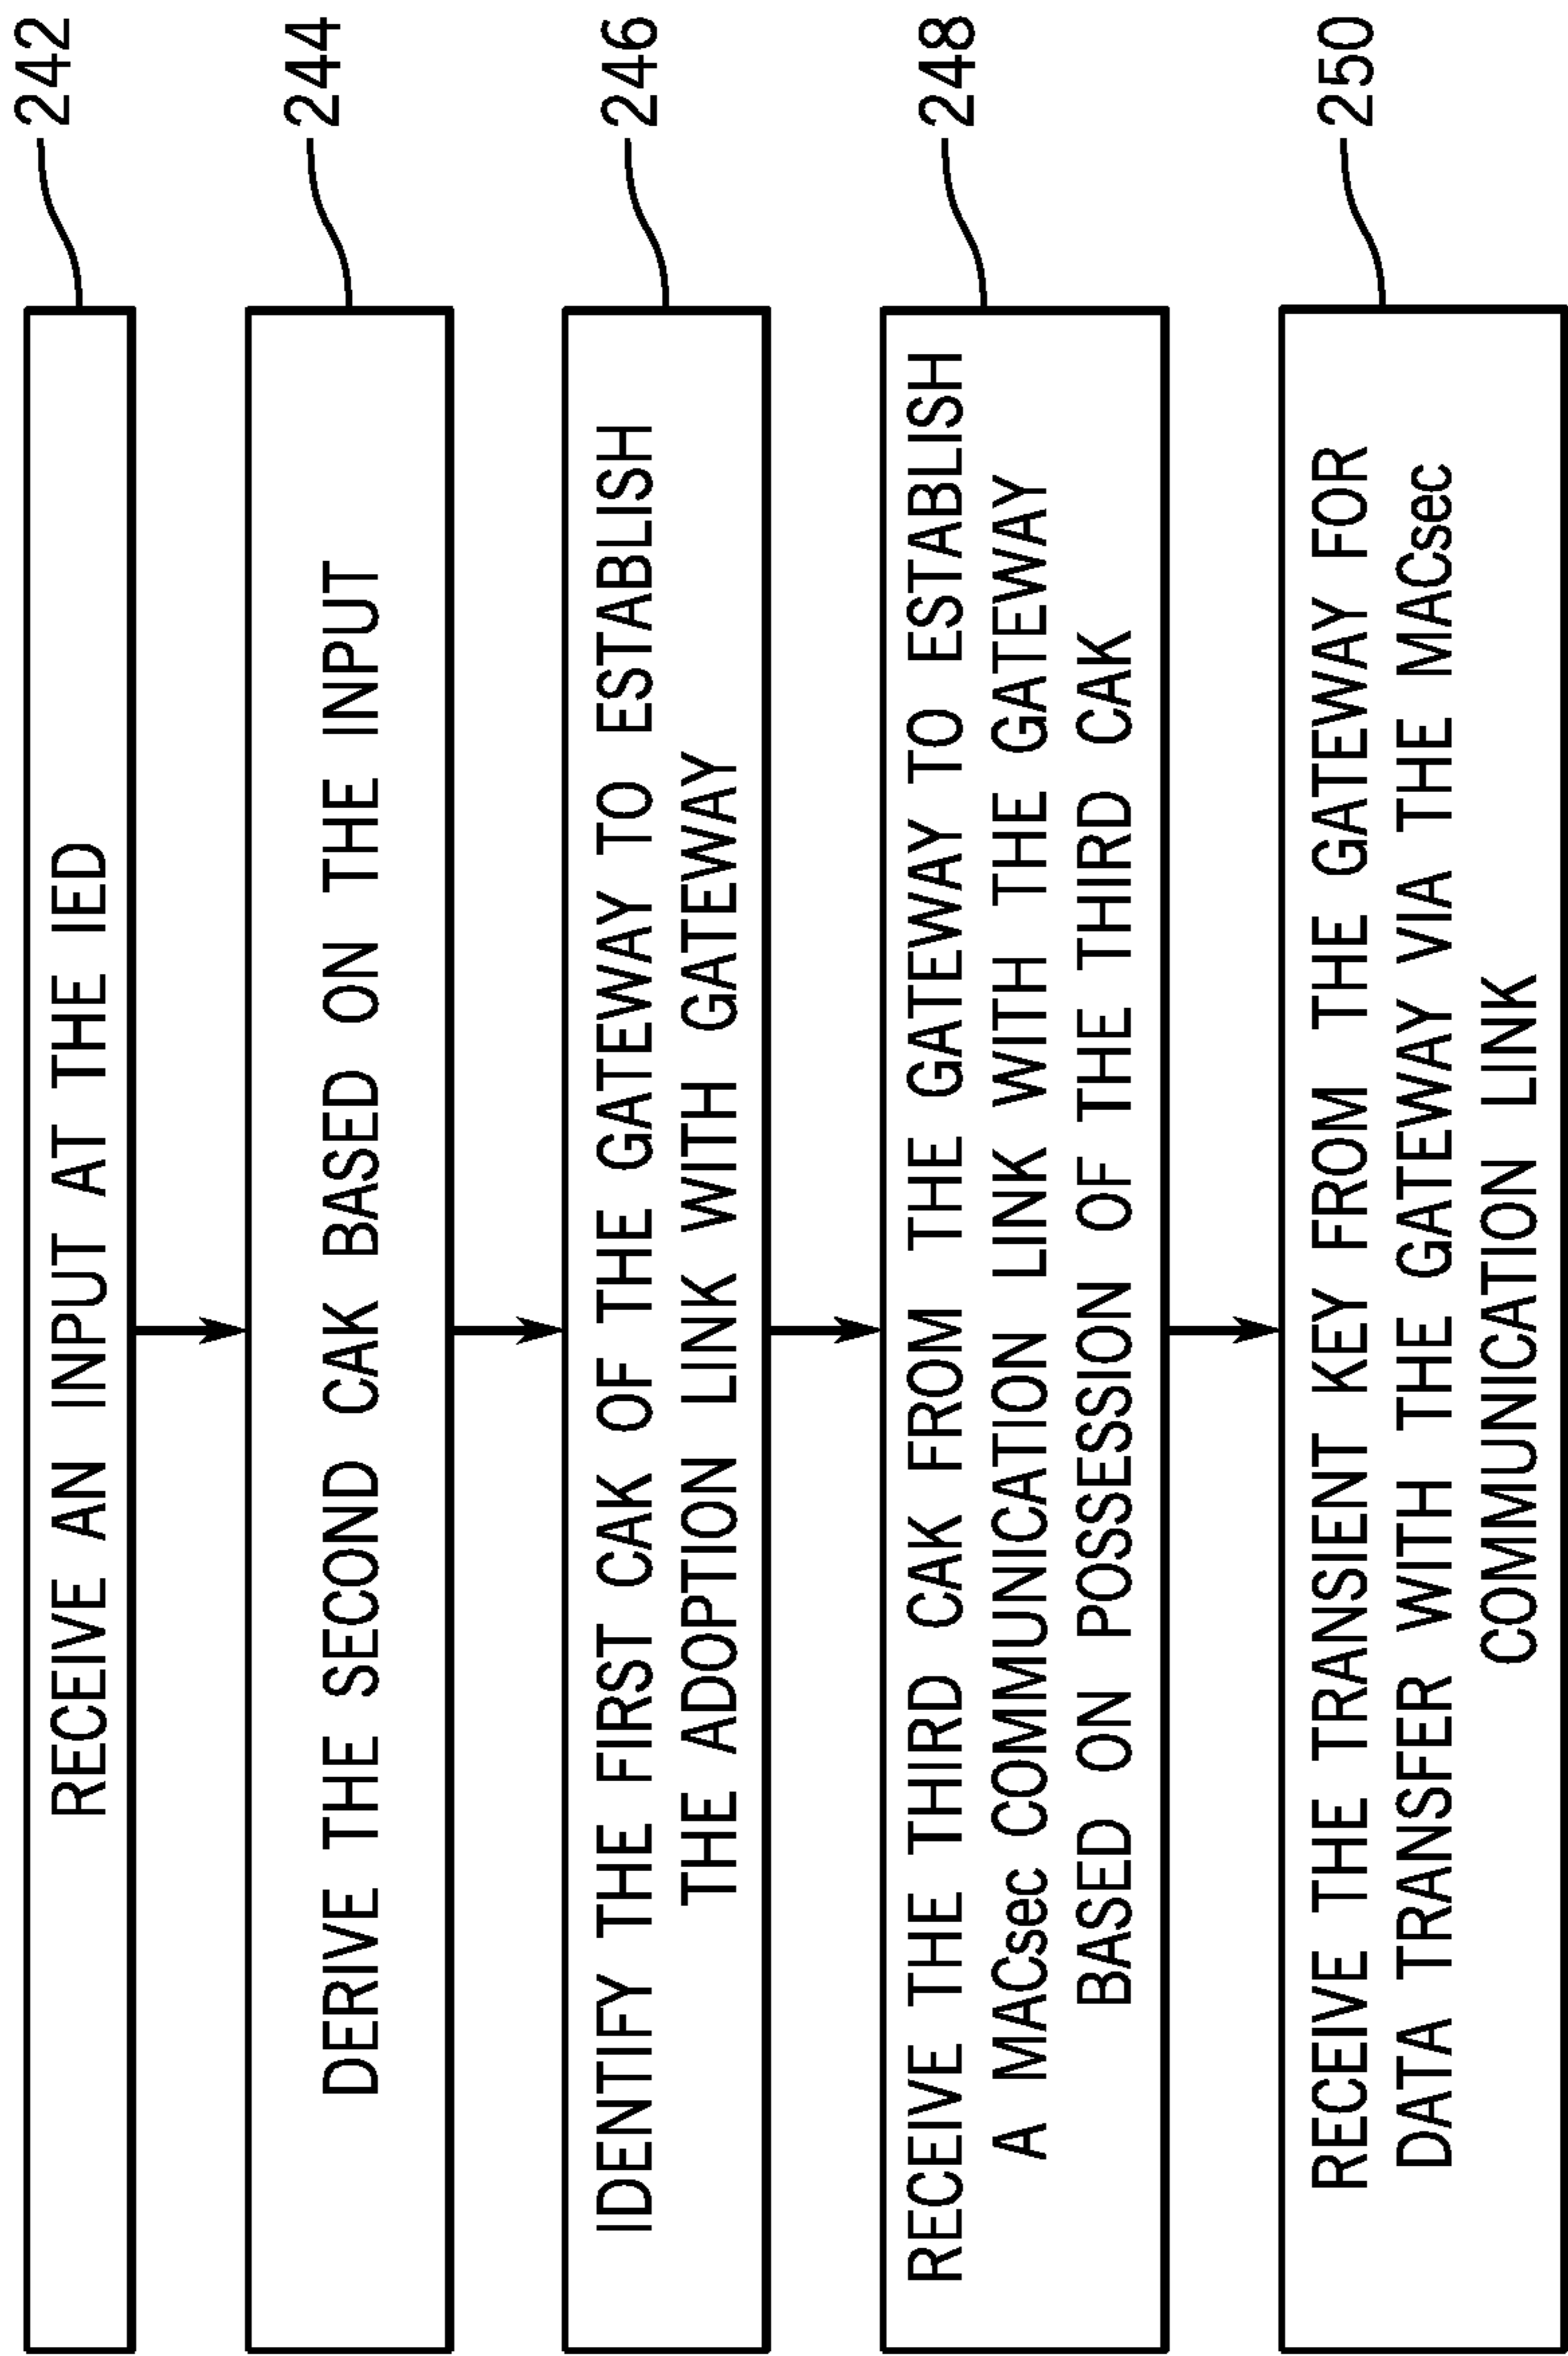 RECEIVE AN INPUT AT THE IED
242
DERIVE THE SECOND CAK BASED ON THE INPUT
244
IDENTIFY THE FIRST CAK OF THE GATEWAY TO ESTABLISH
THE ADOPTION LINK WITH GATEWAY
246
RECEIVE THE THIRD CAK FROM THE GATEWAY TO ESTABLISH
A MACsec COMMUNICATION LINK WITH THE GATEWAY
BASED ON POSSESSION OF THE THIRD CAK
248
RECEIVE THE TRANSIENT KEY FROM THE GATEWAY FOR
DATA TRANSFER WITH THE GATEWAY VIA THE MACsec
COMMUNICATION LINK
250